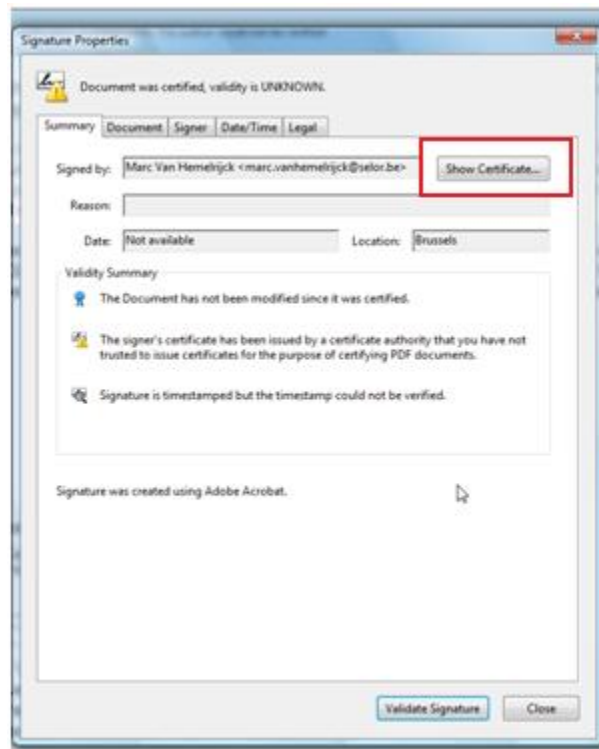 Signature Properties
Document was certified, validity is UNKNOWN.
Summary Document Signer Date/Time Legal
Signed by: Marc Van Hemelrijck <marc.vanhemelrijck@selor.be> Show Certificate...
Reason:
Date: Not available Location: Brussels
Validity Summary
The Document has not been modified since it was certified.
The signer's certificate has been issued by a certificate authority that you have not
trusted to issue certificates for the purpose of certifying PDF documents.
Signature is timestamped but the timestamp could not be verified.
Signature was created using Adobe Acrobat.
Validate Signature Close